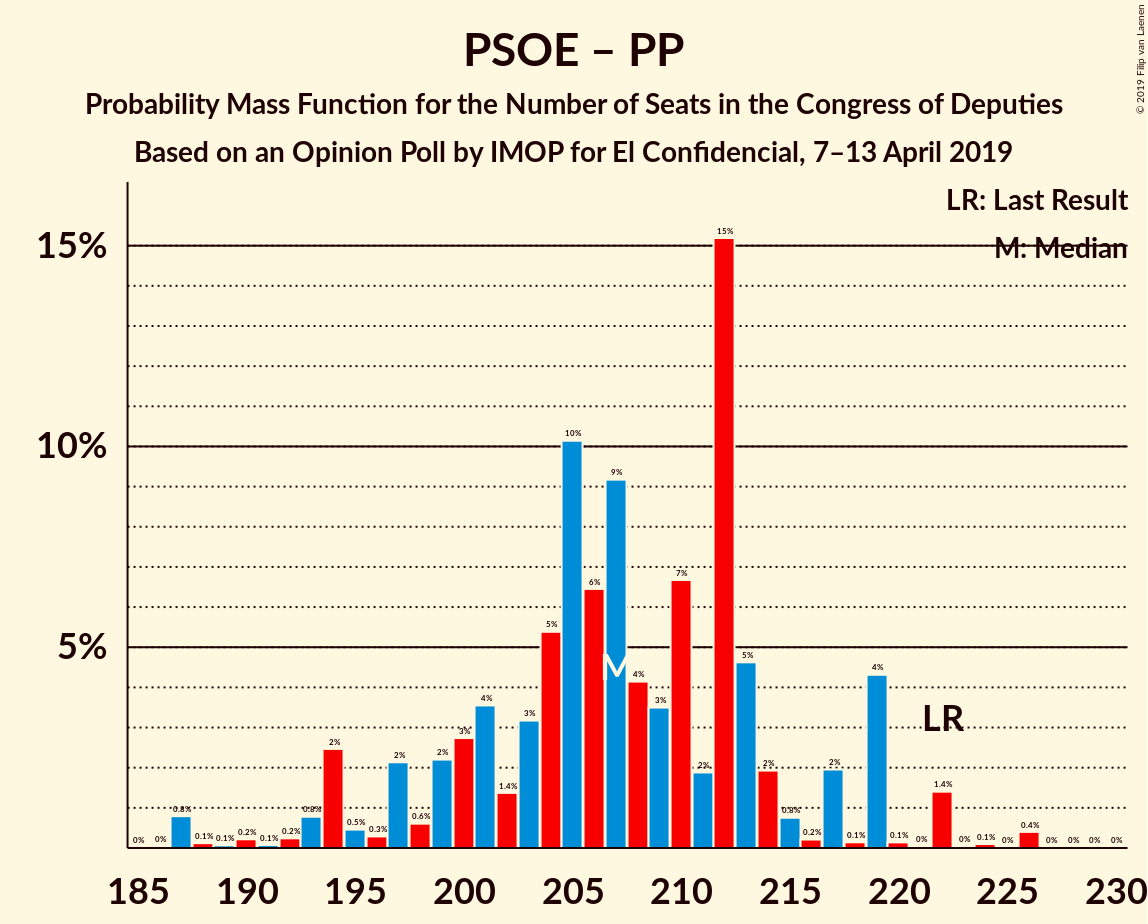 PSOE – PP
Probability Mass Function for the Number of Seats in the Congress of Deputies
Based on an Opinion Poll by IMOP for El Confidencial, 7–13 April 2019
© 2019 Filip van Laenen
LR: Last Result
M: Median
15%
10%
5%
0% 0% 0.8% 0.1% 0.1% 0.2% 0.1% 0.2% 0.8% 2% 0.5% 0.3% 2% 0.6% 2% 3% 4% 1.4% 3% 5% 10% 6% 9% 4% 3% 7% 2% 15% 5% 2% 0.8% 0.2% 2% 0.1% 4% 0.1% 0% 1.4% 0% 0.1% 0% 0.4% 0% 0% 0% 0%
M
LR
185 190 195 200 205 210 215 220 225 230